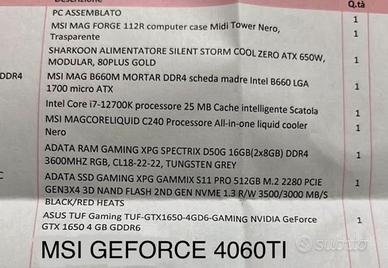 Descrizione
Q.tà
PC ASSEMBLATO 1
MSI MAG FORGE 112R computer case Midi Tower Nero, 1
Trasparente
SHARKOON ALIMENTATORE SILENT STORM COOL ZERO ATX 650W, 1
MODULAR, 80PLUS GOLD
DDR4
MSI MAG B660M MORTAR DDR4 scheda madre Intel B660 LGA 1
1700 micro ATX
Intel Core i7-12700K processore 25 MB Cache intelligente Scatola 1
MSI MAGCORELIQUID C240 Processore All-in-one liquid cooler 1
Nero
ADATA RAM GAMING XPG SPECTRIX D50G 16GB(2x8GB) DDR4 1
3600MHZ RGB, CL18-22-22, TUNGSTEN GREY
ADATA SSD GAMING XPG GAMMIX S11 PRO 512GB M.2 2280 PCIE 1
GEN3X4 3D NAND FLASH 2ND GEN NVME 1.3 R/W 3500/3000 MB/S
BLACK/RED HEATS
ASUS TUF Gaming TUF-GTX1650-4GD6-GAMING NVIDIA GeForce 1
GTX 1650 4 GB GDDR6
MSI GEFORCE 4060TI
subito